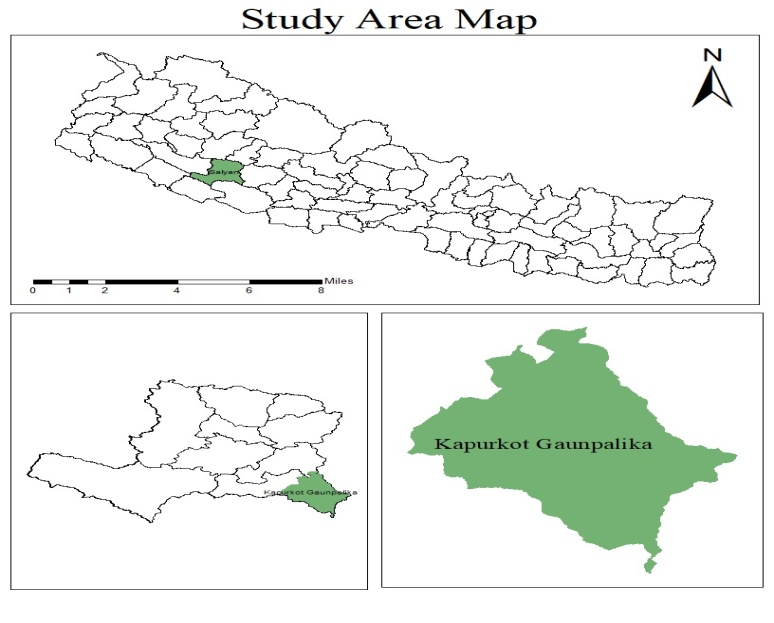 Study Area Map
N
Salyan
Miles
0 1 2 4 6 8
Kapurkot Gaunpalika
Kapurkot Gaunpalika